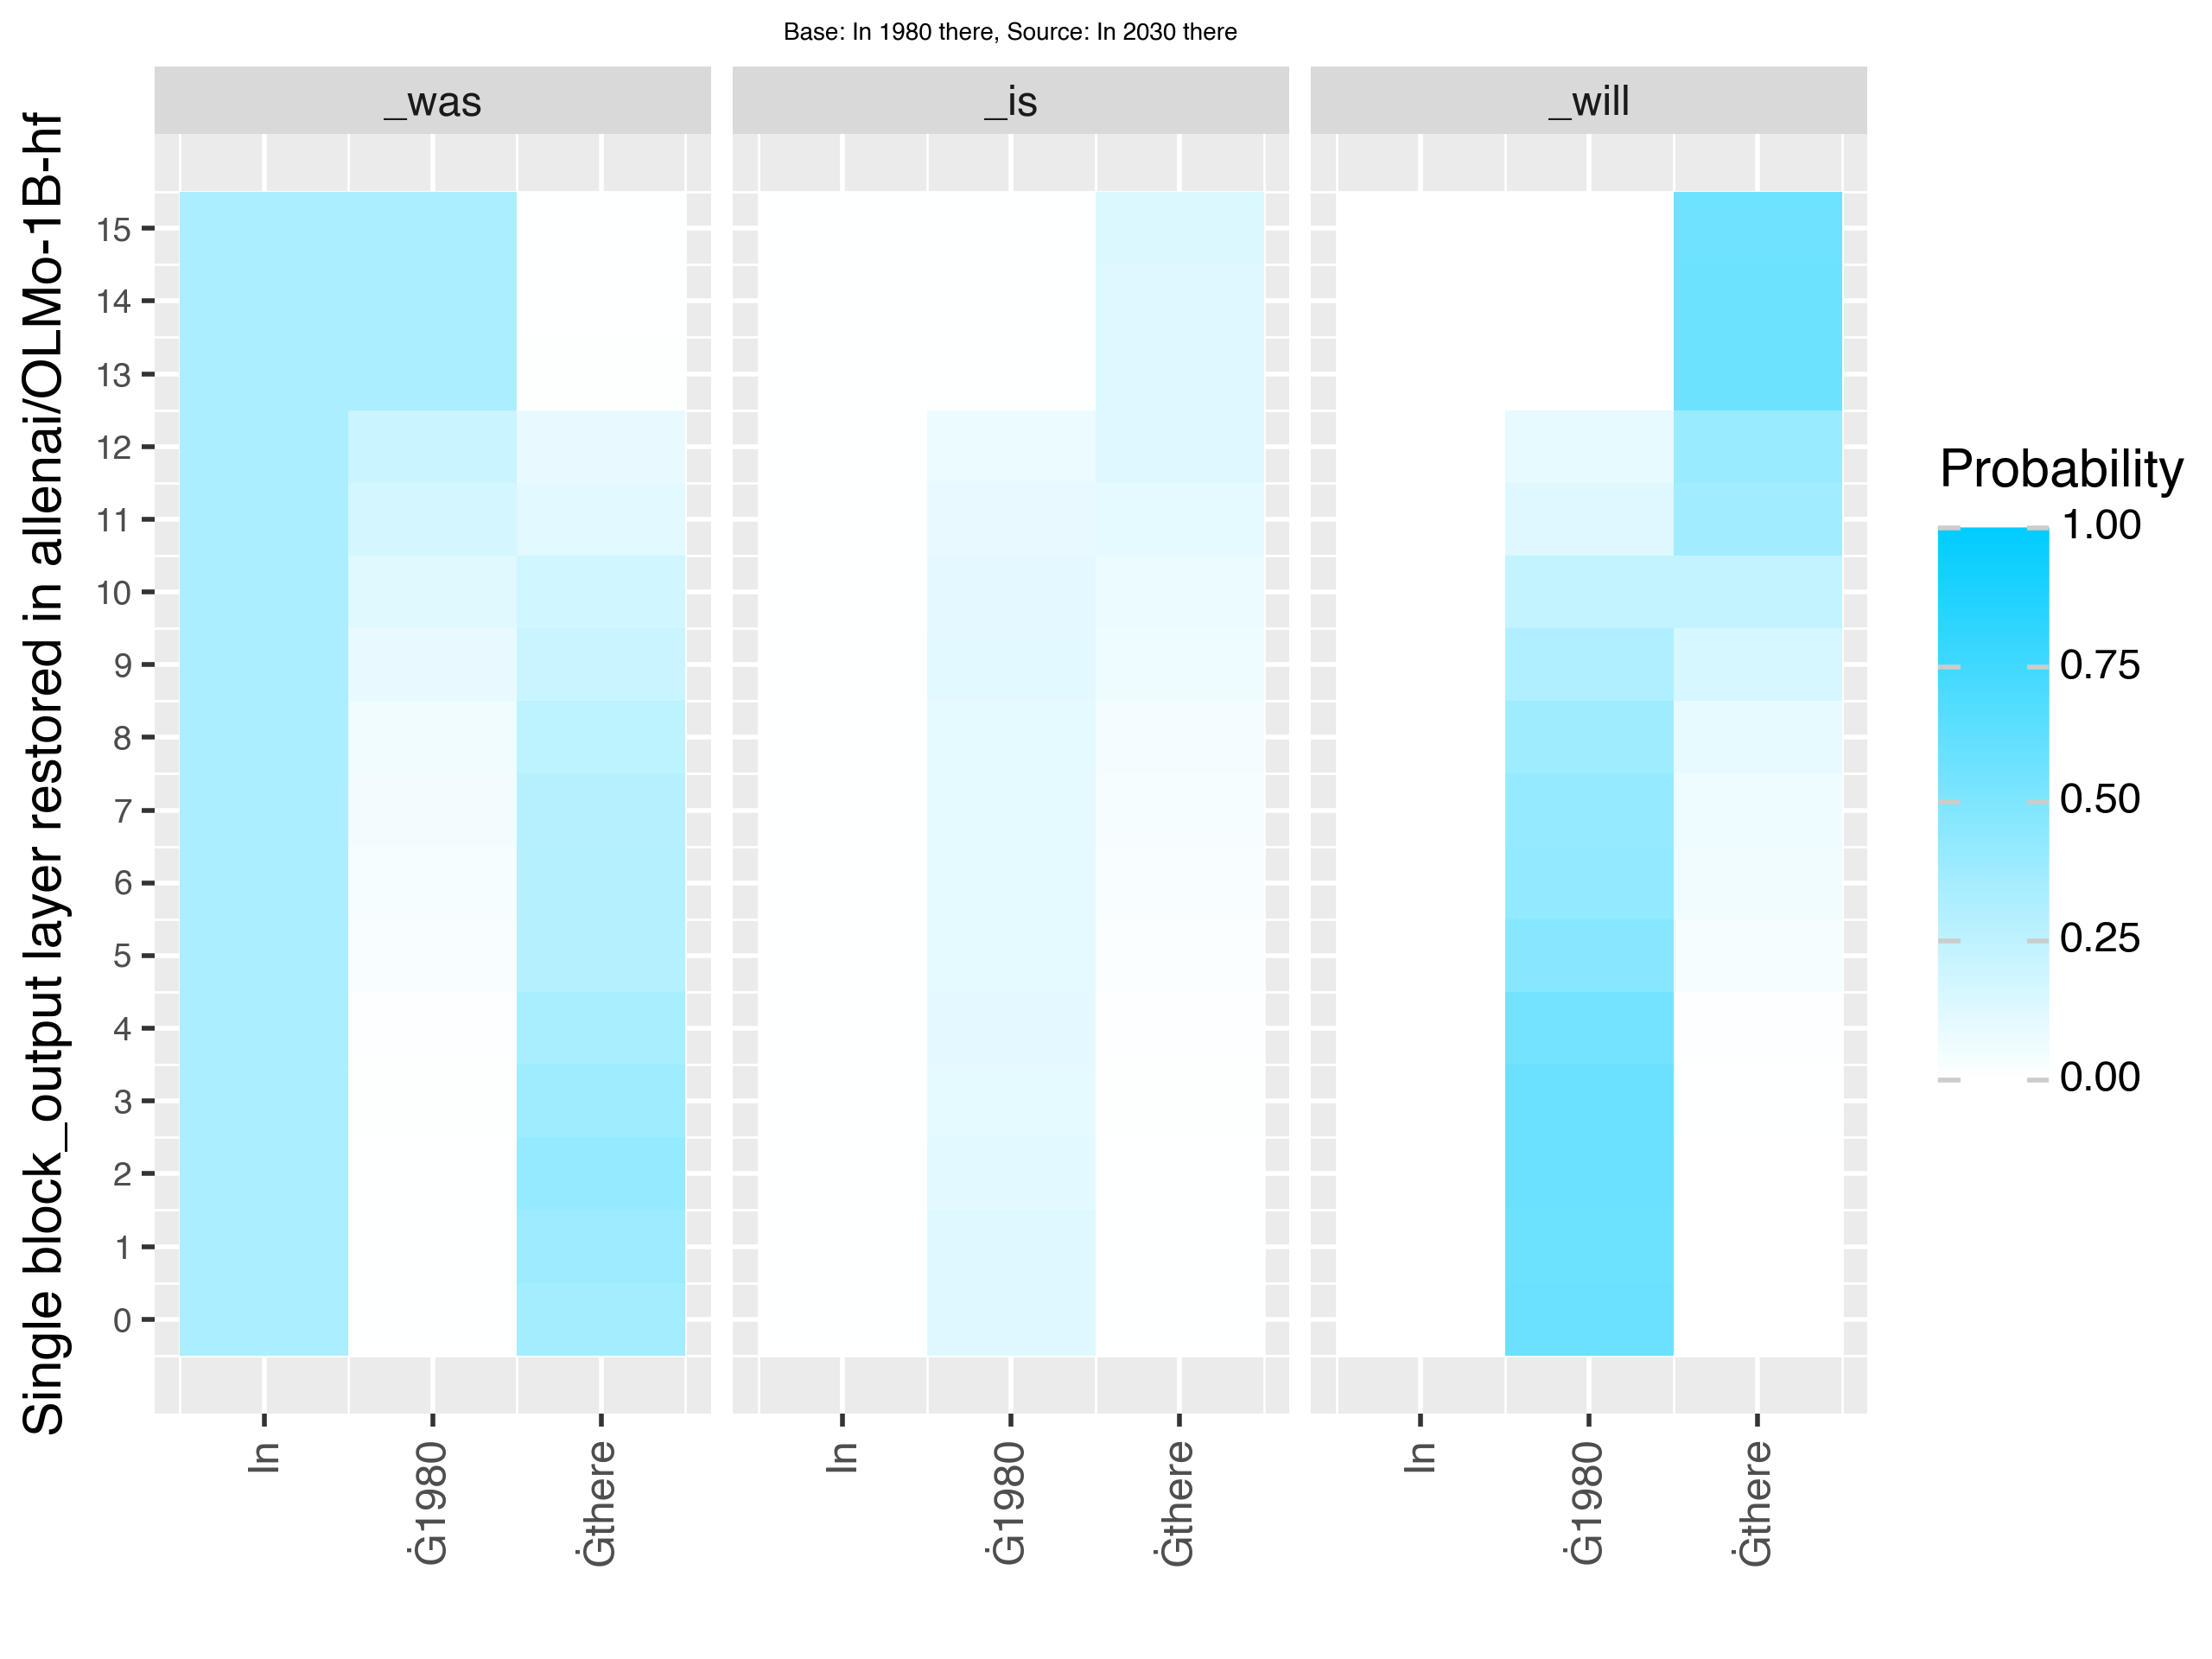 Base: In 1980 there, Source: In 2030 there
_was
_is
_will
Single block_output layer restored in allenai/OLMo-1B-hf
15
14
13
12
11
10
9
8
7
6
5
4
3
2
1
0
In
Ġ1980
Ġthere
In
Ġ1980
Ġthere
In
Ġ1980
Ġthere
Probability
1.00
0.75
0.50
0.25
0.00